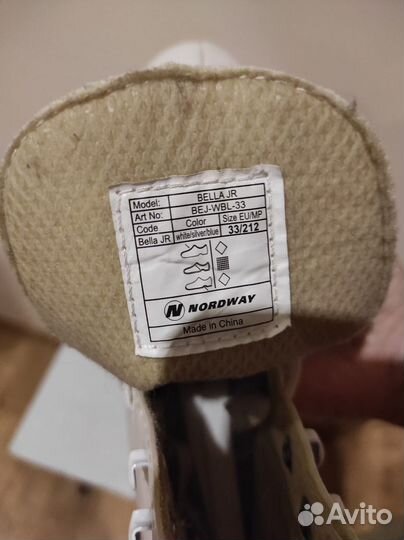 Model: BELLA JR
Art No: BEJ-WBL-33
Code Color Size EU/MP
Bella JR white/silver/blue 33/212
N NORDWAY
Made in China
Avito